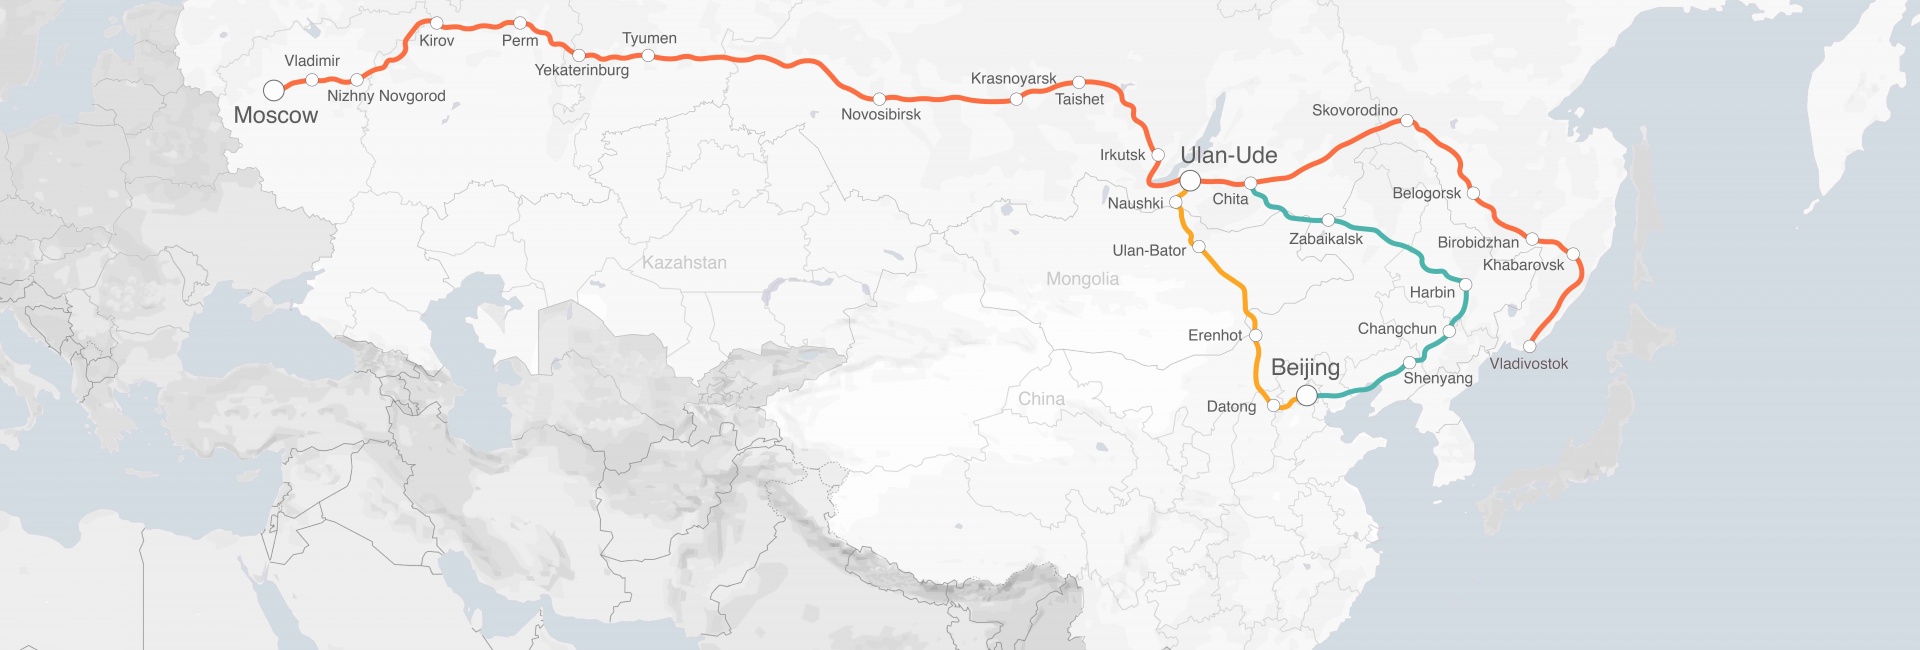 Kirov
Perm
Tyumen
Vladimir
Yekaterinburg
Nizhny Novgorod
Moscow
Krasnoyarsk
Taishet
Novosibirsk
Skovorodino
Irkutsk
Ulan-Ude
Naushki
Chita
Belogorsk
Zabaikalsk
Birobidzhan
Ulan-Bator
Khabarovsk
Kazahstan
Mongolia
Harbin
Erenhot
Changchun
Vladivostok
Beijing
Shenyang
China
Datong